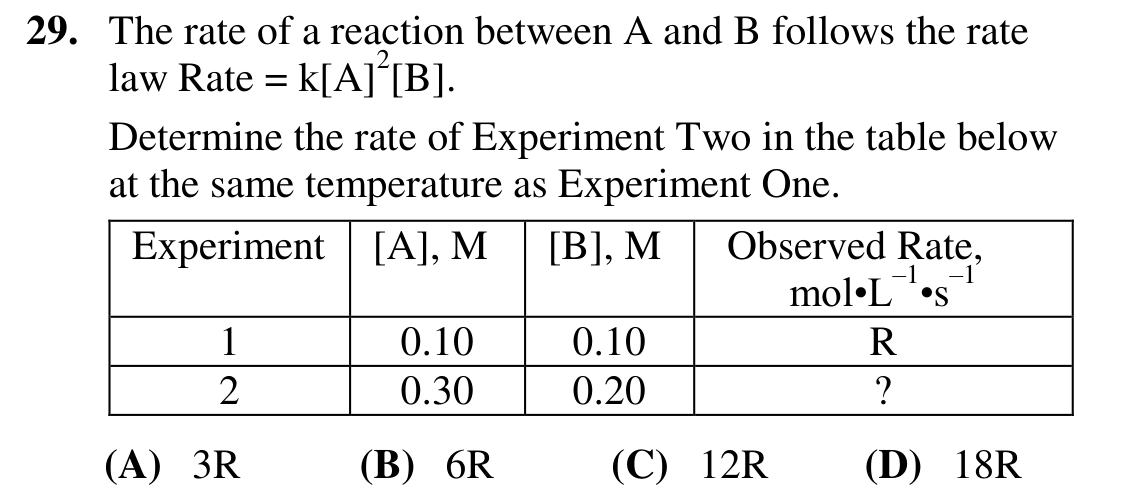 29. The rate of a reaction between A and B follows the rate
law Rate = k[A]²[B].
Determine the rate of Experiment Two in the table below
at the same temperature as Experiment One.
Experiment [A], M [B], M Observed Rate,
mol•L⁻¹•s⁻¹
1 0.10 0.10 R
2 0.30 0.20 ?
(A) 3R (B) 6R (C) 12R (D) 18R